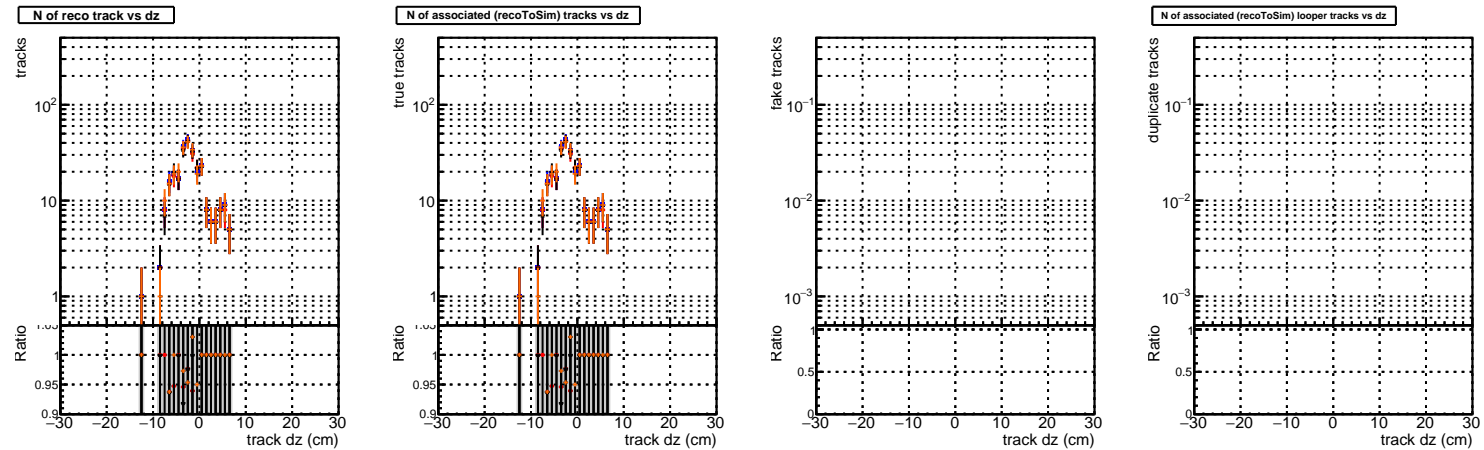 N of reco track vs dz
tracks
10²
10
1
Ratio
1.05
1
0.95
0.9
−30 −20 −10 0 10 20 30
track dz (cm)
N of associated (recoToSim) tracks vs dz
true tracks
10²
10
1
Ratio
1.05
1
0.95
0.9
−30 −20 −10 0 10 20 30
track dz (cm)
fake tracks
10⁻¹
10⁻²
10⁻³
Ratio
1
0.5
0
−30 −20 −10 0 10 20 30
track dz (cm)
N of associated (recoToSim) looper tracks vs dz
duplicate tracks
10⁻¹
10⁻²
10⁻³
Ratio
1
0.5
0
−30 −20 −10 0 10 20 30
track dz (cm)